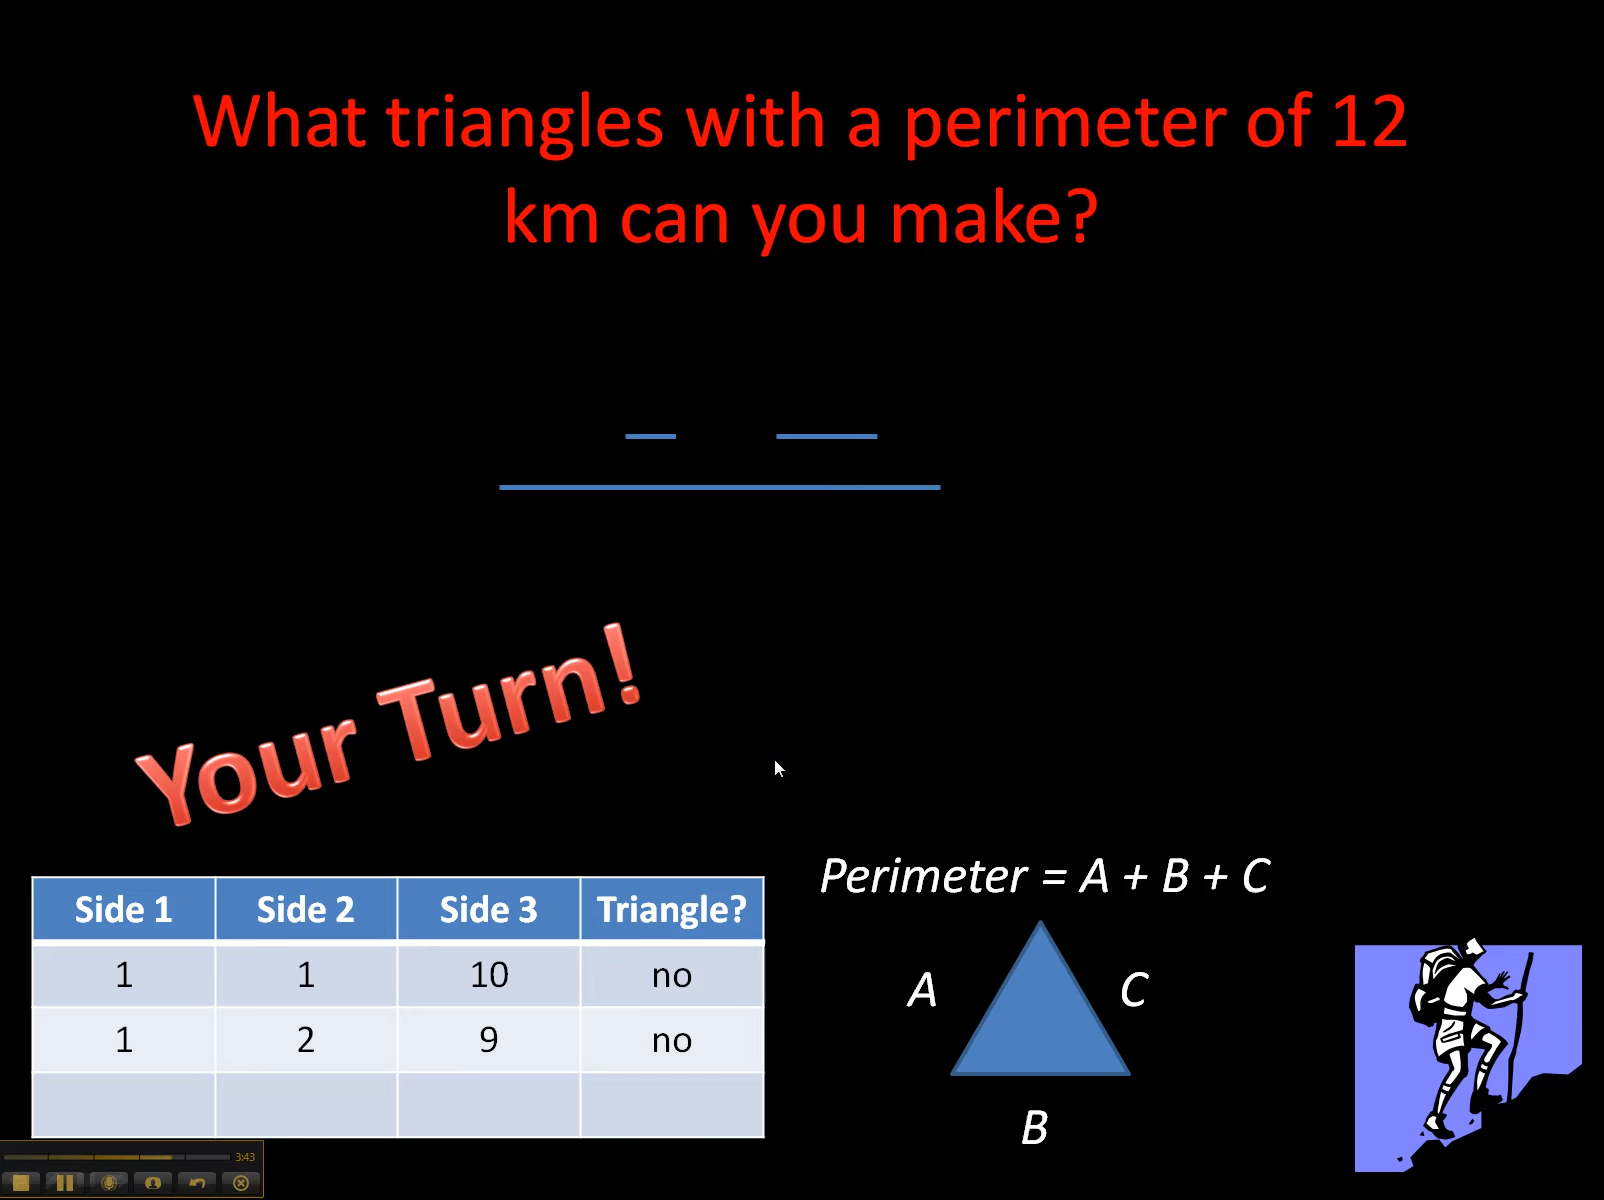 What triangles with a perimeter of 12
km can you make?
Your Turn!
Side 1 Side 2 Side 3 Triangle?
1 1 10 no
1 2 9 no
Perimeter = A + B + C
A C
B
3:43